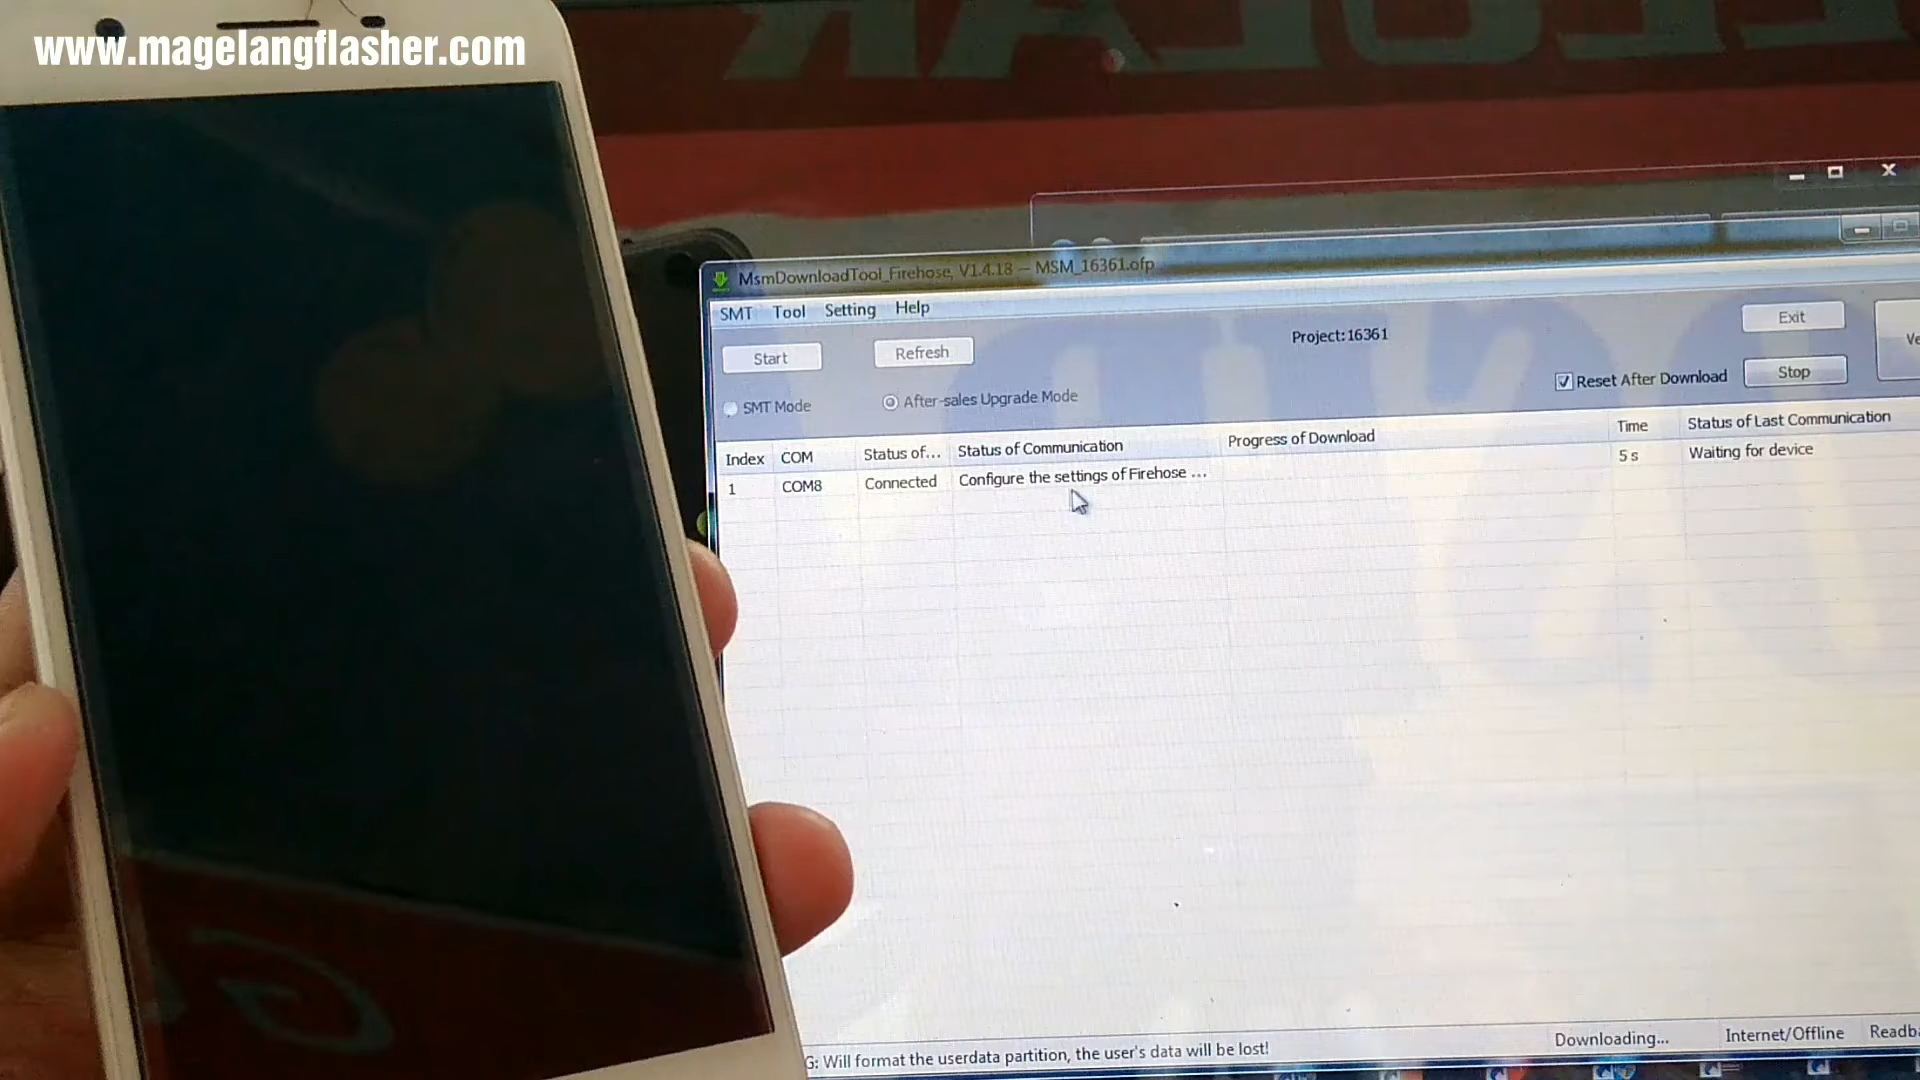 www.magelangflasher.com
MsmDownloadTool_Firehose, V1.4.18 – MSM_16361.ofp
SMT Tool Setting Help
Start Refresh Project:16361 Exit
SMT Mode After-sales Upgrade Mode Reset After Download Stop
Index COM Status of... Status of Communication Progress of Download Time Status of Last Communication
1 COM8 Connected Configure the settings of Firehose ... 5 s Waiting for device
G: Will format the userdata partition, the user's data will be lost! Downloading... Internet/Offline